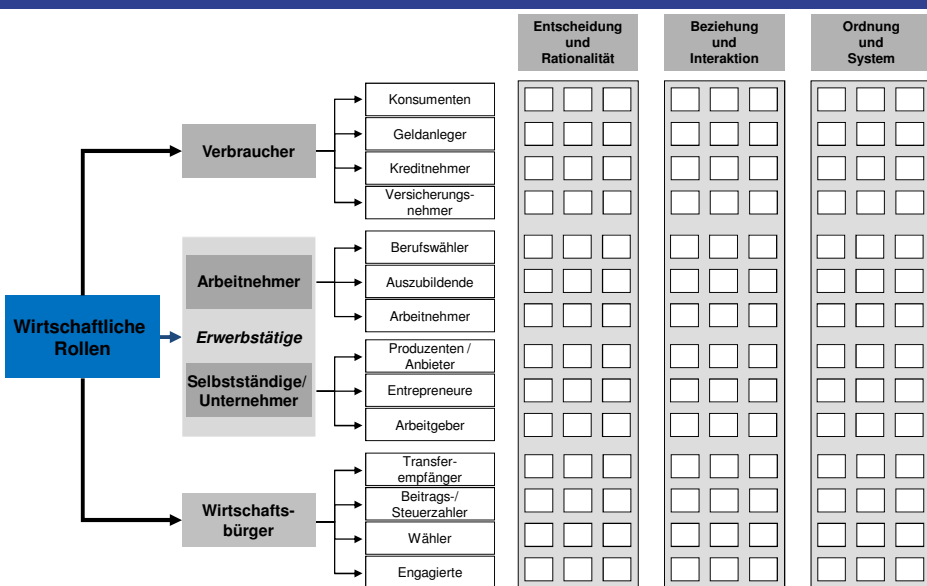 Entscheidung
und
Rationalität
Beziehung
und
Interaktion
Ordnung
und
System
Wirtschaftliche
Rollen
Verbraucher
Konsumenten
Geldanleger
Kreditnehmer
Versicherungs-
nehmer
Erwerbstätige
Arbeitnehmer
Berufswähler
Auszubildende
Arbeitnehmer
Selbstständige/
Unternehmer
Produzenten /
Anbieter
Entrepreneure
Arbeitgeber
Wirtschafts-
bürger
Transfer-
empfänger
Beitrags-/
Steuerzahler
Wähler
Engagierte